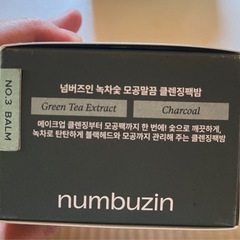 넘버즈인 녹차숯 모공말끔 클렌징팩밤
Green Tea Extract
Charcoal
메이크업 클렌징부터 모공팩까지 한 번에! 숯으로 깨끗하게,
녹차로 탄탄하게 블랙헤드와 모공까지 관리해 주는 클렌징팩밤
numbuzin
NO.3 BALM